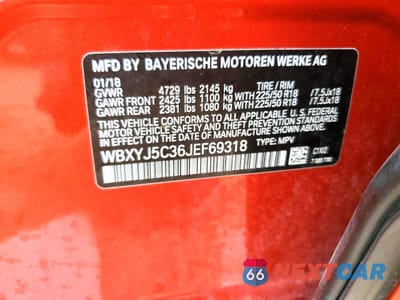 MFD BY BAYERISCHE MOTOREN WERKE AG
01/18
GVWR 4729 lbs 2145 kg TIRE / RIM
GAWR FRONT 2425 lbs 1100 kg 225/50 R18 /7.5Jx18
GAWR REAR 2381 lbs 1080 kg 225/50 R18 /7.5Jx18
THIS VEHICLE CONFORMS TO ALL APPLICABLE U.S. FEDERAL
MOTOR VEHICLE SAFETY, BUMPER, AND THEFT PREVENTION STANDARDS
IN EFFECT ON THE DATE OF MANUFACTURE SHOWN ABOVE.
WBXYJ5C36JEF69318 TYPE: MPV
66 NEXTCAR